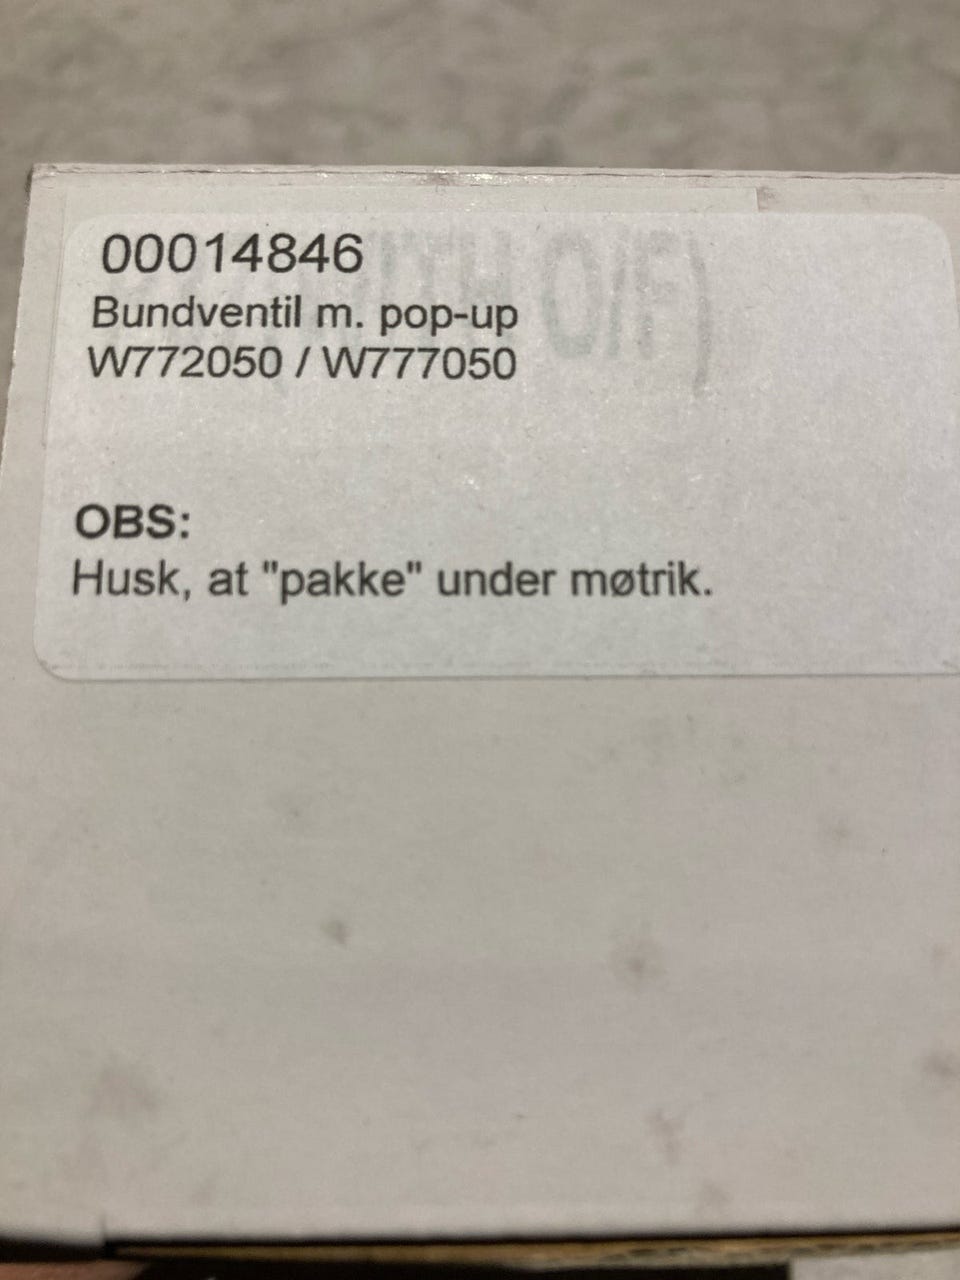 00014846
Bundventil m. pop-up
W772050 / W777050
OBS:
Husk, at "pakke" under møtrik.